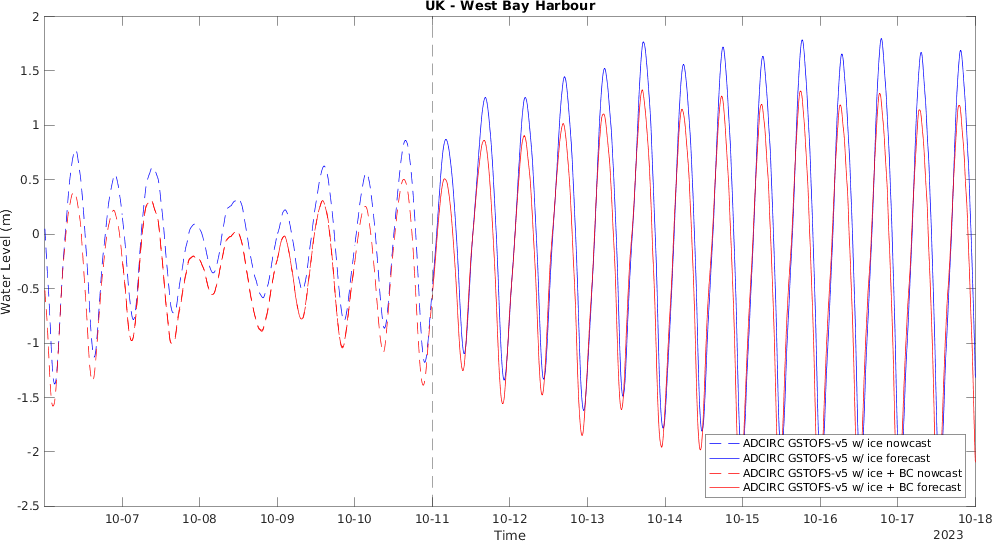 UK - West Bay Harbour
2
1.5
1
0.5
0
-0.5
-1
-1.5
-2
-2.5
Water Level (m)
ADCIRC GSTOFS-v5 w/ ice nowcast
ADCIRC GSTOFS-v5 w/ ice forecast
ADCIRC GSTOFS-v5 w/ ice + BC nowcast
ADCIRC GSTOFS-v5 w/ ice + BC forecast
10-07 10-08 10-09 10-10 10-11 10-12 10-13 10-14 10-15 10-16 10-17 10-18
Time
2023